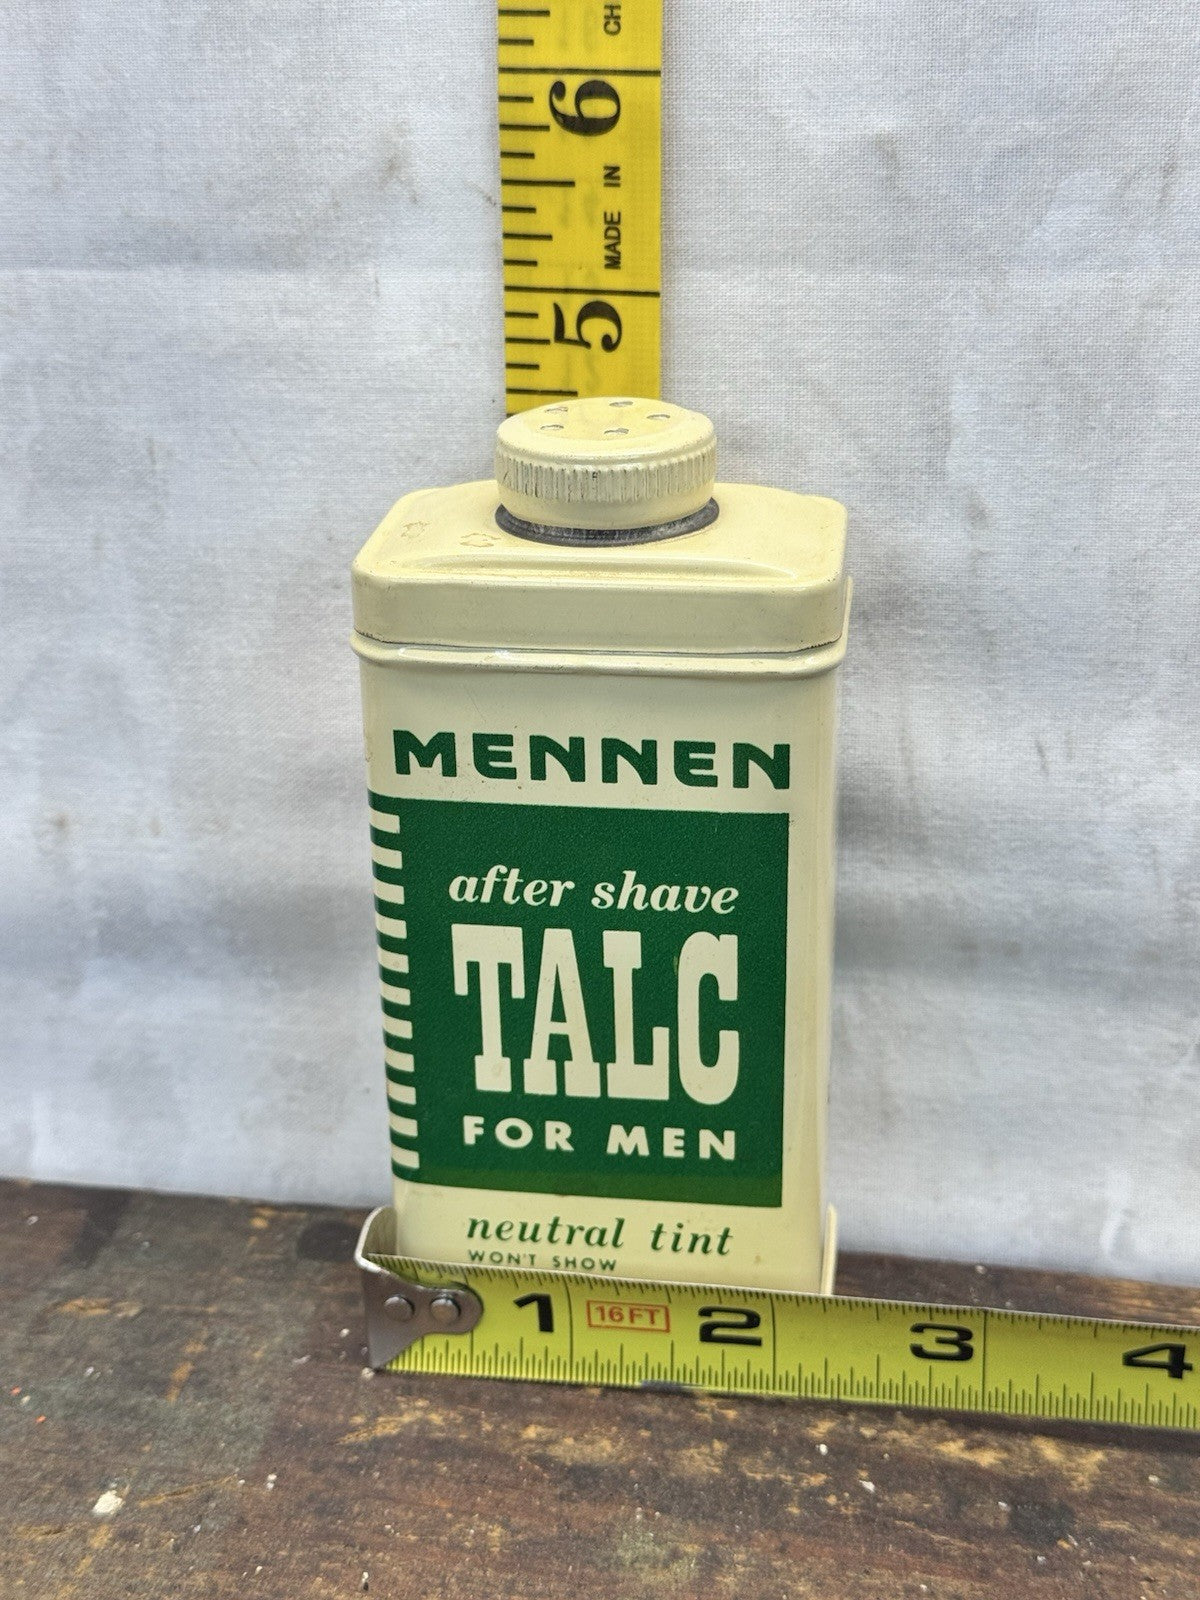 CH
6
MADE IN
5
MENNEN
after shave
TALC
FOR MEN
neutral tint
WON'T SHOW
1 16FT 2 3 4